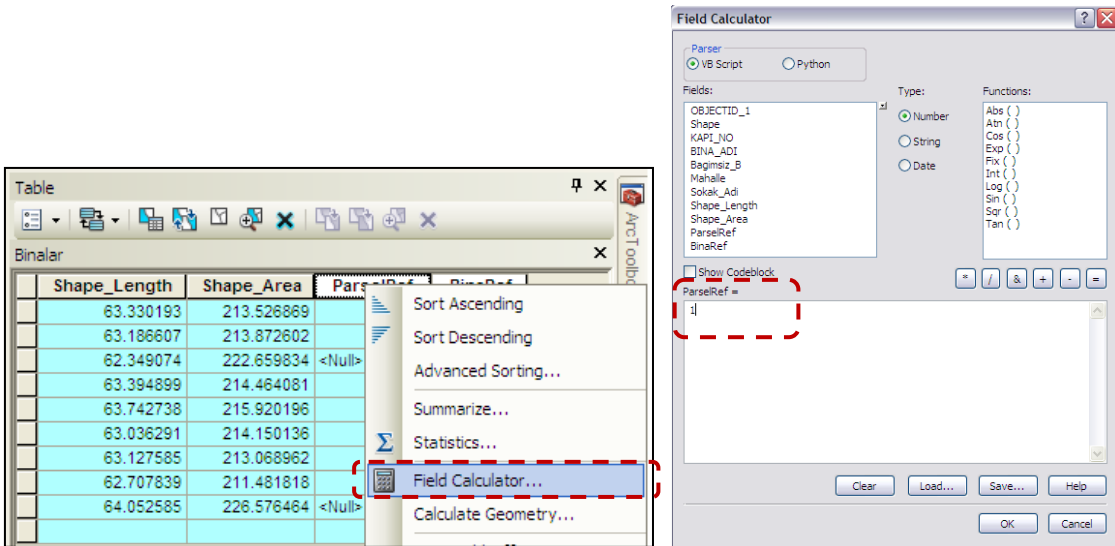 Table
Binalar
Shape_Length Shape_Area ParselRef BinaRef
63.330193 213.526869
63.186607 213.872602
62.349074 222.659834 <Null>
63.394899 214.464081
63.742738 215.920196
63.036291 214.150136
63.127585 213.068962
62.707839 211.481818
64.052585 226.576464 <Null>
Sort Ascending
Sort Descending
Advanced Sorting...
Summarize...
Σ Statistics...
Field Calculator...
Calculate Geometry...
ArcToolbo
Field Calculator
Parser
VB Script Python
Fields:
OBJECTID_1
Shape
KAPI_NO
BINA_ADI
Bagimsiz_B
Mahalle
Sokak_Adi
Shape_Length
Shape_Area
ParselRef
BinaRef
Type:
Number
String
Date
Functions:
Abs ( )
Atn ( )
Cos ( )
Exp ( )
Fix ( )
Int ( )
Log ( )
Sin ( )
Sqr ( )
Tan ( )
Show Codeblock
* / & + - =
ParselRef =
1
Clear Load... Save... Help
OK Cancel